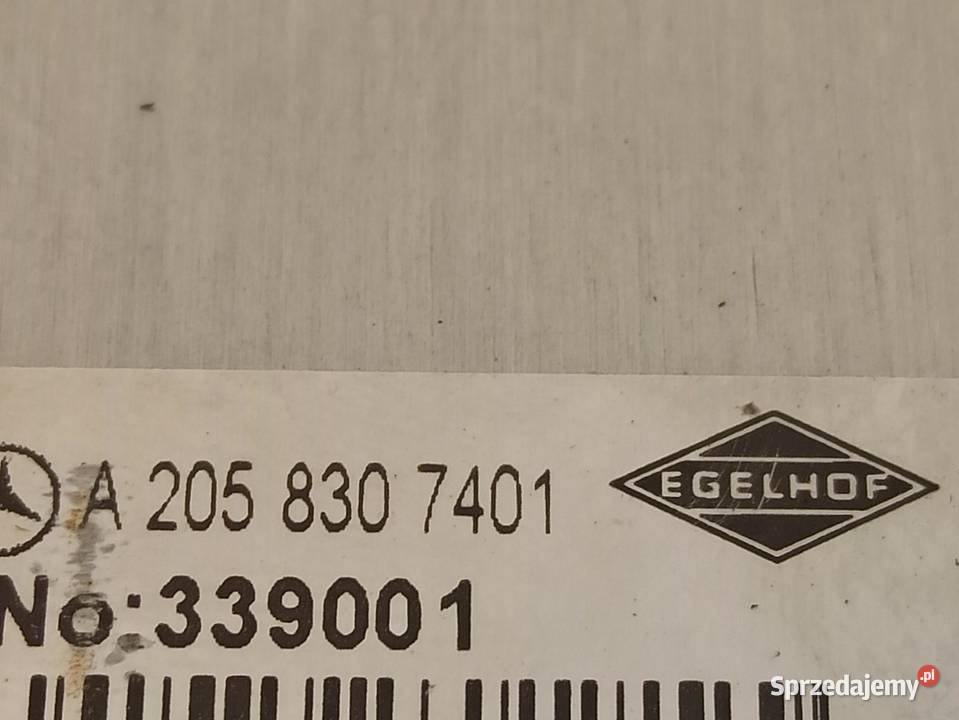 A 205 830 7401
EGELHOF
No:339001
Sprzedajemy.pl